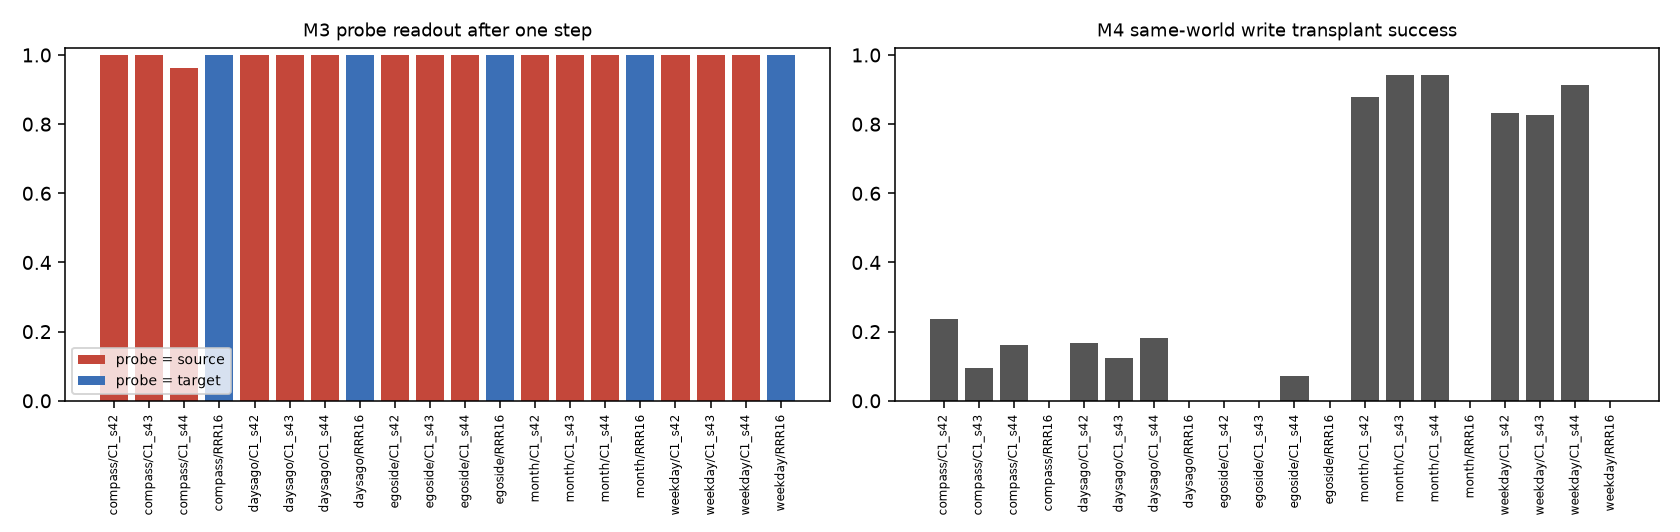 M3 probe readout after one step
1.0
0.8
0.6
0.4
0.2
0.0
probe = source
probe = target
compass/C1_s42
compass/C1_s43
compass/C1_s44
compass/RRR16
daysago/C1_s42
daysago/C1_s43
daysago/C1_s44
daysago/RRR16
egoside/C1_s42
egoside/C1_s43
egoside/C1_s44
egoside/RRR16
month/C1_s42
month/C1_s43
month/C1_s44
month/RRR16
weekday/C1_s42
weekday/C1_s43
weekday/C1_s44
weekday/RRR16
M4 same-world write transplant success
1.0
0.8
0.6
0.4
0.2
0.0
compass/C1_s42
compass/C1_s43
compass/C1_s44
compass/RRR16
daysago/C1_s42
daysago/C1_s43
daysago/C1_s44
daysago/RRR16
egoside/C1_s42
egoside/C1_s43
egoside/C1_s44
egoside/RRR16
month/C1_s42
month/C1_s43
month/C1_s44
month/RRR16
weekday/C1_s42
weekday/C1_s43
weekday/C1_s44
weekday/RRR16